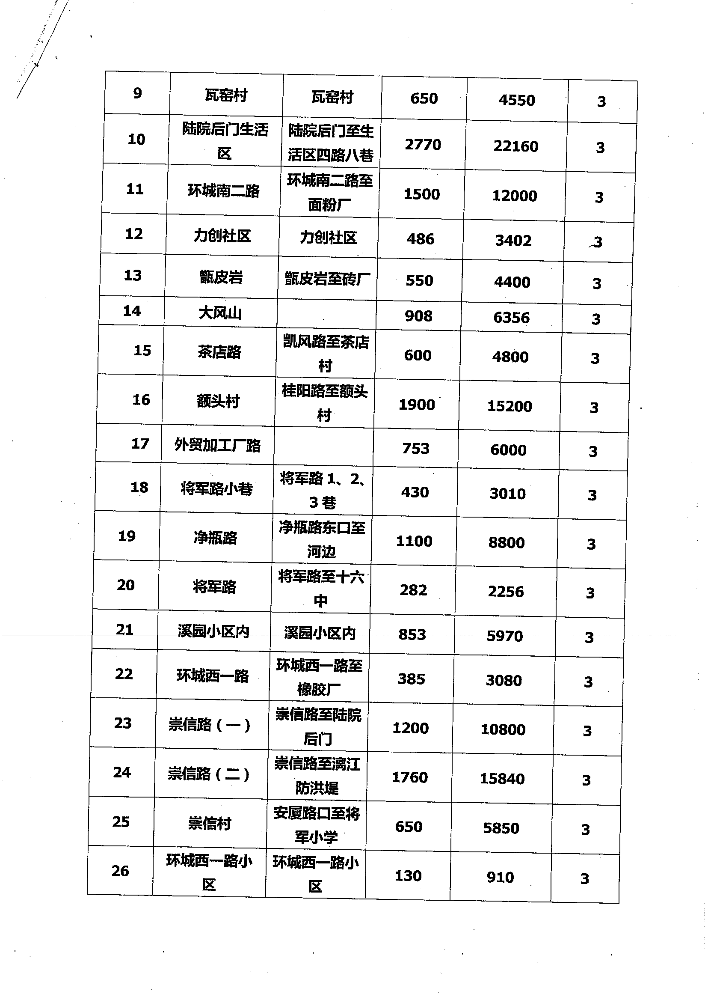 9 瓦窑村 瓦窑村 650 4550 3
10 陆院后门生活 陆院后门至生 2770 22160 3
区 活区四路八巷
11 环城南二路 环城南二路至 1500 12000 3
面粉厂
12 力创社区 力创社区 486 3402 3
13 甑皮岩 甑皮岩至砖厂 550 4400 3
14 大风山 908 6356 3
15 茶店路 凯风路至茶店 600 4800 3
村
16 额头村 桂阳路至额头 1900 15200 3
村
17 外贸加工厂路 753 6000 3
18 将军路小巷 将军路 1、2、 430 3010 3
3 巷
19 净瓶路 净瓶路东口至 1100 8800 3
河边
20 将军路 将军路至十六 282 2256 3
中
21 溪园小区内 溪园小区内 853 5970 3
22 环城西一路 环城西一路至 385 3080 3
橡胶厂
23 崇信路（一） 崇信路至陆院 1200 10800 3
后门
24 崇信路（二） 崇信路至漓江 1760 15840 3
防洪堤
25 崇信村 安厦路口至将 650 5850 3
军小学
26 环城西一路小 环城西一路小 130 910 3
区 区